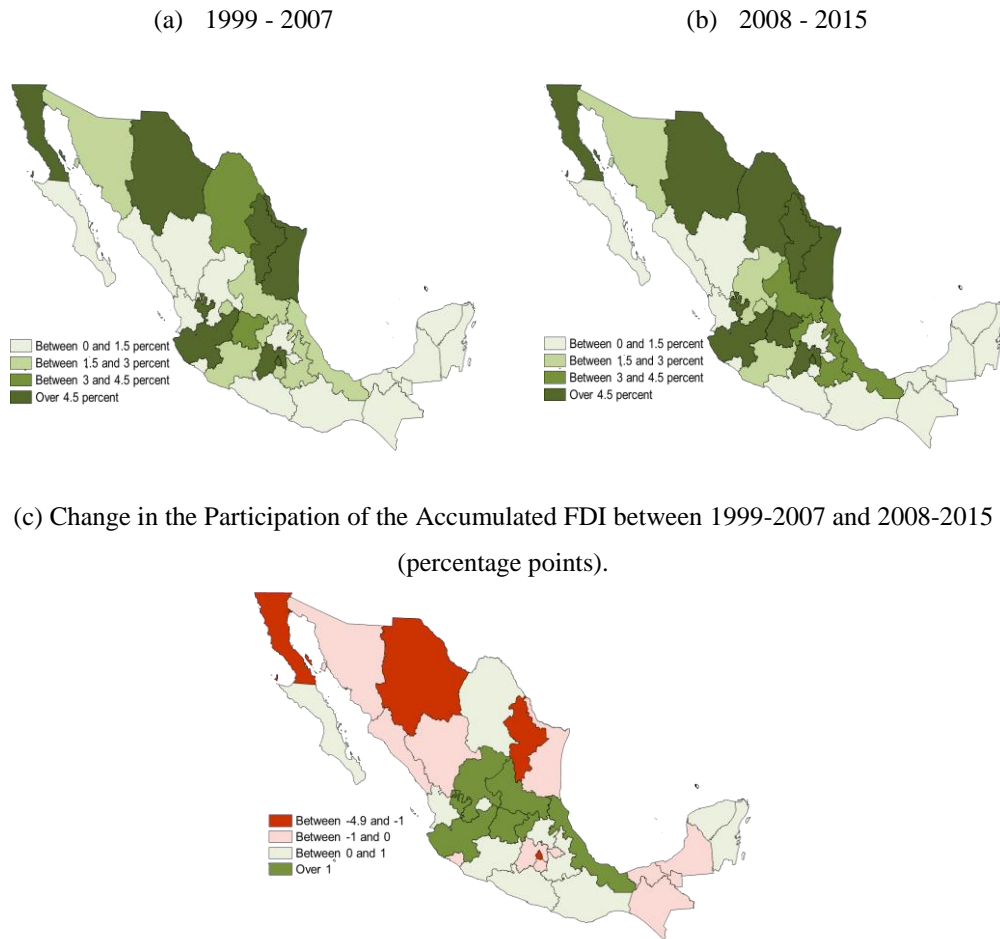 (a) 1999 - 2007
(b) 2008 - 2015
Between 0 and 1.5 percent
Between 1.5 and 3 percent
Between 3 and 4.5 percent
Over 4.5 percent
Between 0 and 1.5 percent
Between 1.5 and 3 percent
Between 3 and 4.5 percent
Over 4.5 percent
(c) Change in the Participation of the Accumulated FDI between 1999-2007 and 2008-2015
(percentage points).
Between -4.9 and -1
Between -1 and 0
Between 0 and 1
Over 1